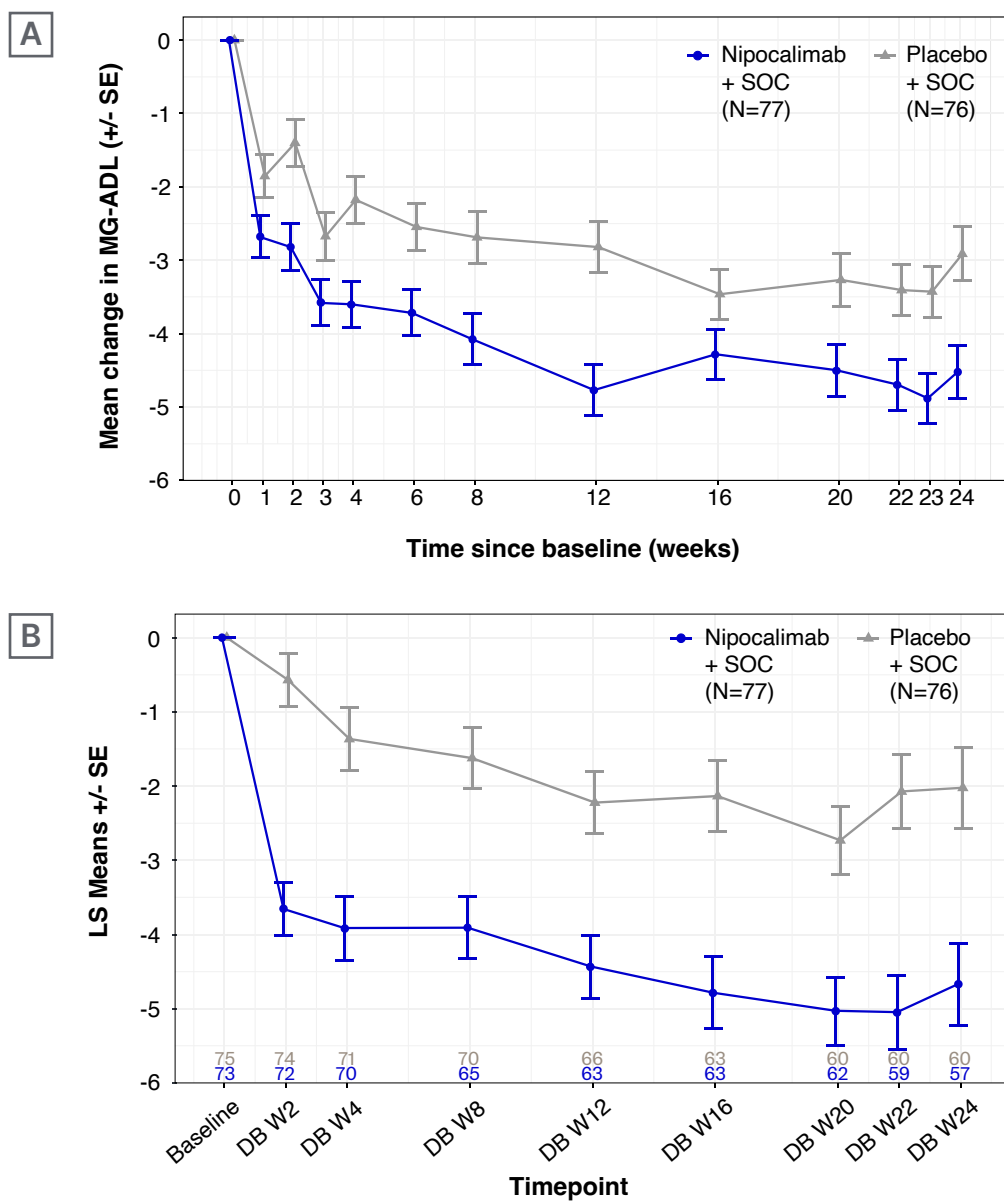 A
Mean change in MG-ADL (+/- SE)
0
-1
-2
-3
-4
-5
-6
Nipocalimab
+ SOC
(N=77)
Placebo
+ SOC
(N=76)
0 1 2 3 4 6 8 12 16 20 22 23 24
Time since baseline (weeks)
B
LS Means +/- SE
0
-1
-2
-3
-4
-5
-6
Nipocalimab
+ SOC
(N=77)
Placebo
+ SOC
(N=76)
75 74 71 70 66 63 60 60 60
73 72 70 65 63 63 62 59 57
Baseline DB W2 DB W4 DB W8 DB W12 DB W16 DB W20 DB W22 DB W24
Timepoint